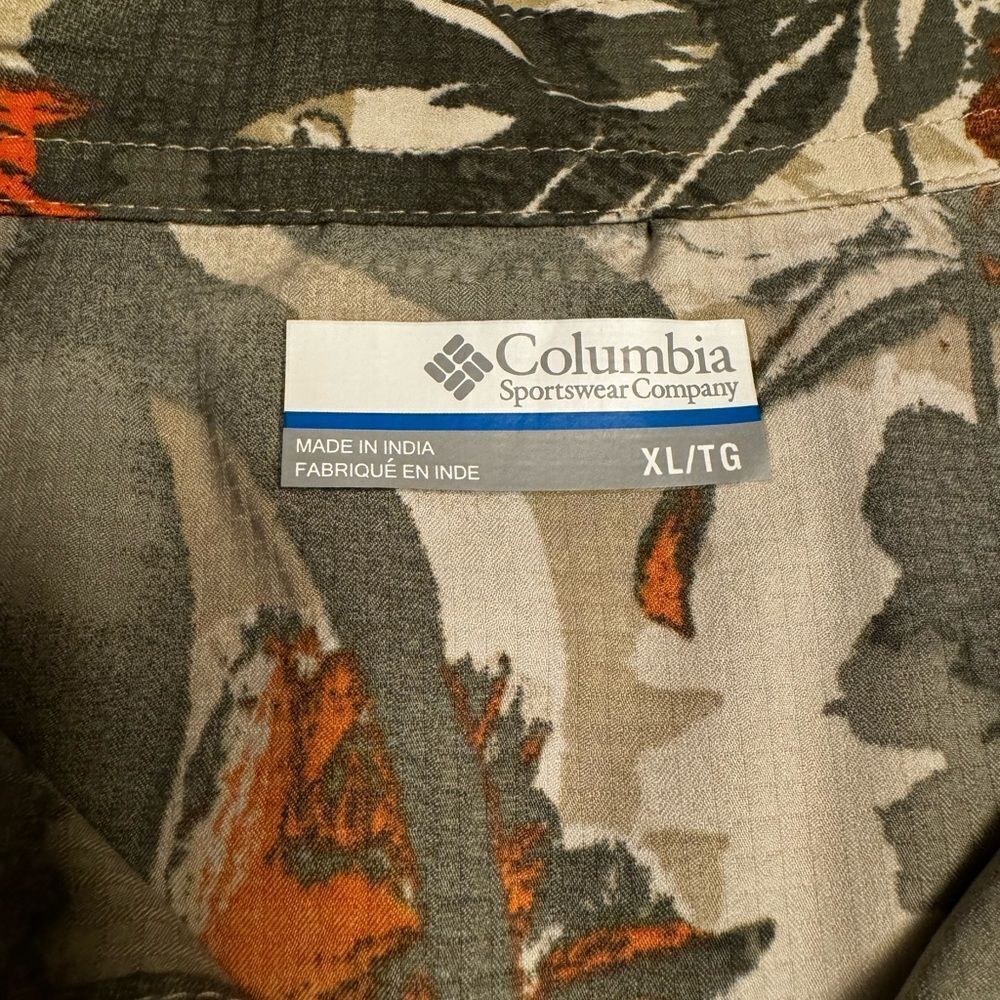 Columbia
Sportswear Company
MADE IN INDIA
FABRIQUÉ EN INDE
XL/TG